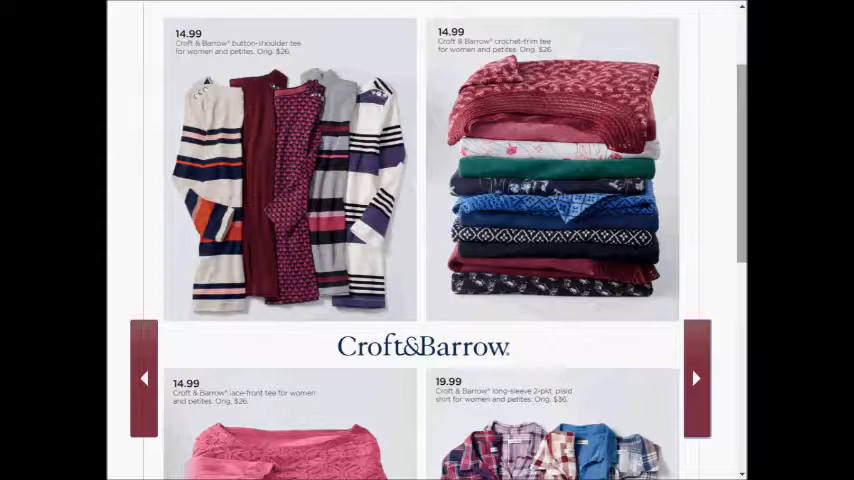 14.99
Croft & Barrow® button-shoulder tee
for women and petites. Orig. $26.
14.99
Croft & Barrow® crochet-trim tee
for women and petites. Orig. $26.
Croft&Barrow®
14.99
Croft & Barrow® lace-front tee for women
and petites. Orig. $26.
19.99
Croft & Barrow® long-sleeve 2-pkt. plaid
shirt for women and petites. Orig. $36.